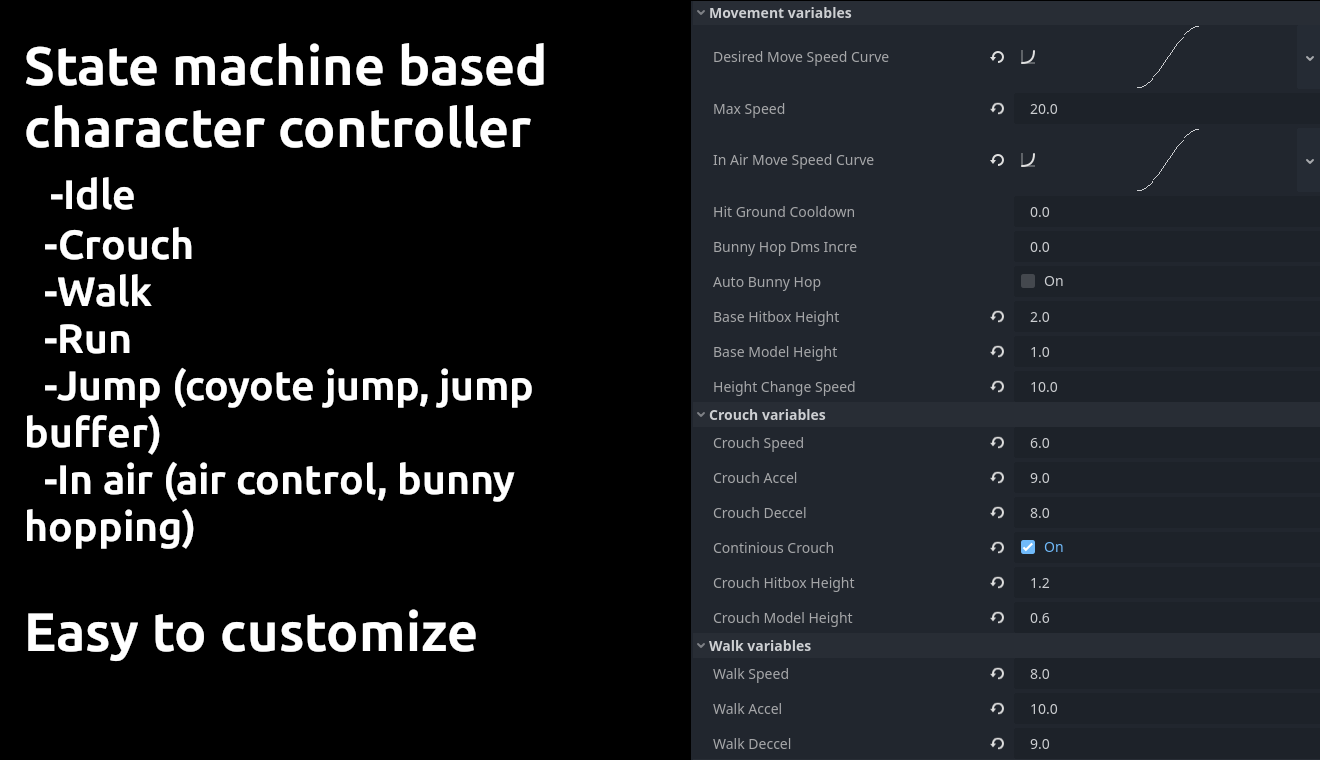 State machine based
character controller
-Idle
-Crouch
-Walk
-Run
-Jump (coyote jump, jump
buffer)
-In air (air control, bunny
hopping)
Easy to customize
Movement variables
Desired Move Speed Curve
Max Speed 20.0
In Air Move Speed Curve
Hit Ground Cooldown 0.0
Bunny Hop Dms Incre 0.0
Auto Bunny Hop On
Base Hitbox Height 2.0
Base Model Height 1.0
Height Change Speed 10.0
Crouch variables
Crouch Speed 6.0
Crouch Accel 9.0
Crouch Deccel 8.0
Continious Crouch On
Crouch Hitbox Height 1.2
Crouch Model Height 0.6
Walk variables
Walk Speed 8.0
Walk Accel 10.0
Walk Deccel 9.0